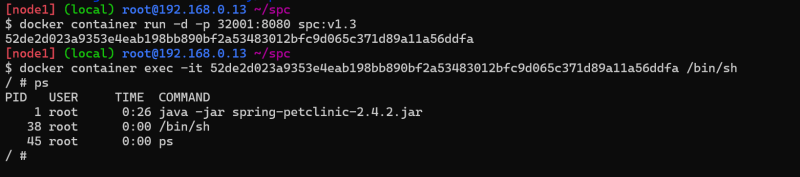 [node1] (local) root@192.168.0.13 ~/spc
$ docker container run -d -p 32001:8080 spc:v1.3
52de2d023a9353e4eab198bb890bf2a53483012bfc9d065c371d89a11a56ddfa
[node1] (local) root@192.168.0.13 ~/spc
$ docker container exec -it 52de2d023a9353e4eab198bb890bf2a53483012bfc9d065c371d89a11a56ddfa /bin/sh
/ # ps
PID   USER     TIME  COMMAND
    1 root      0:26 java -jar spring-petclinic-2.4.2.jar
   38 root      0:00 /bin/sh
   45 root      0:00 ps
/ #